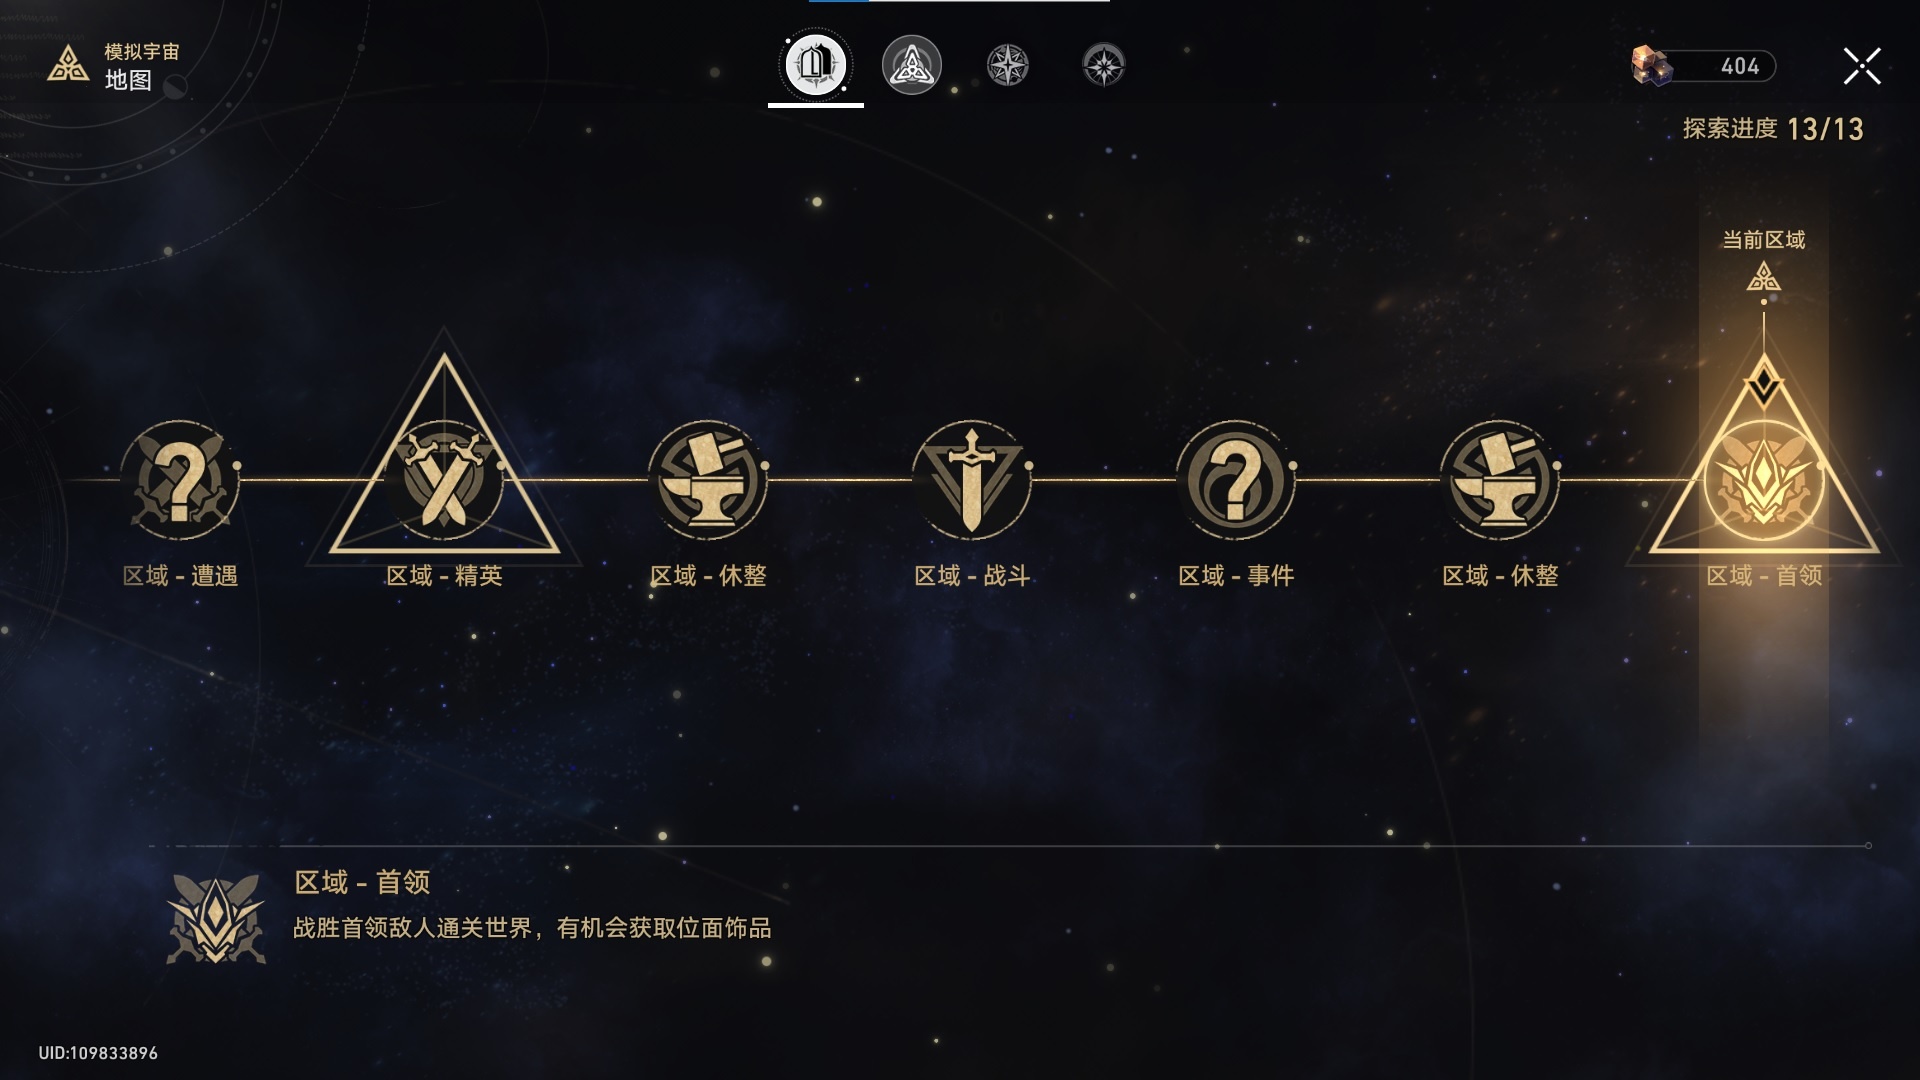 模拟宇宙
地图
404
探索进度 13/13
当前区域
区域 - 遭遇
区域 - 精英
区域 - 休整
区域 - 战斗
区域 - 事件
区域 - 休整
区域 - 首领
区域 - 首领
战胜首领敌人通关世界，有机会获取位面饰品
UID:109833896